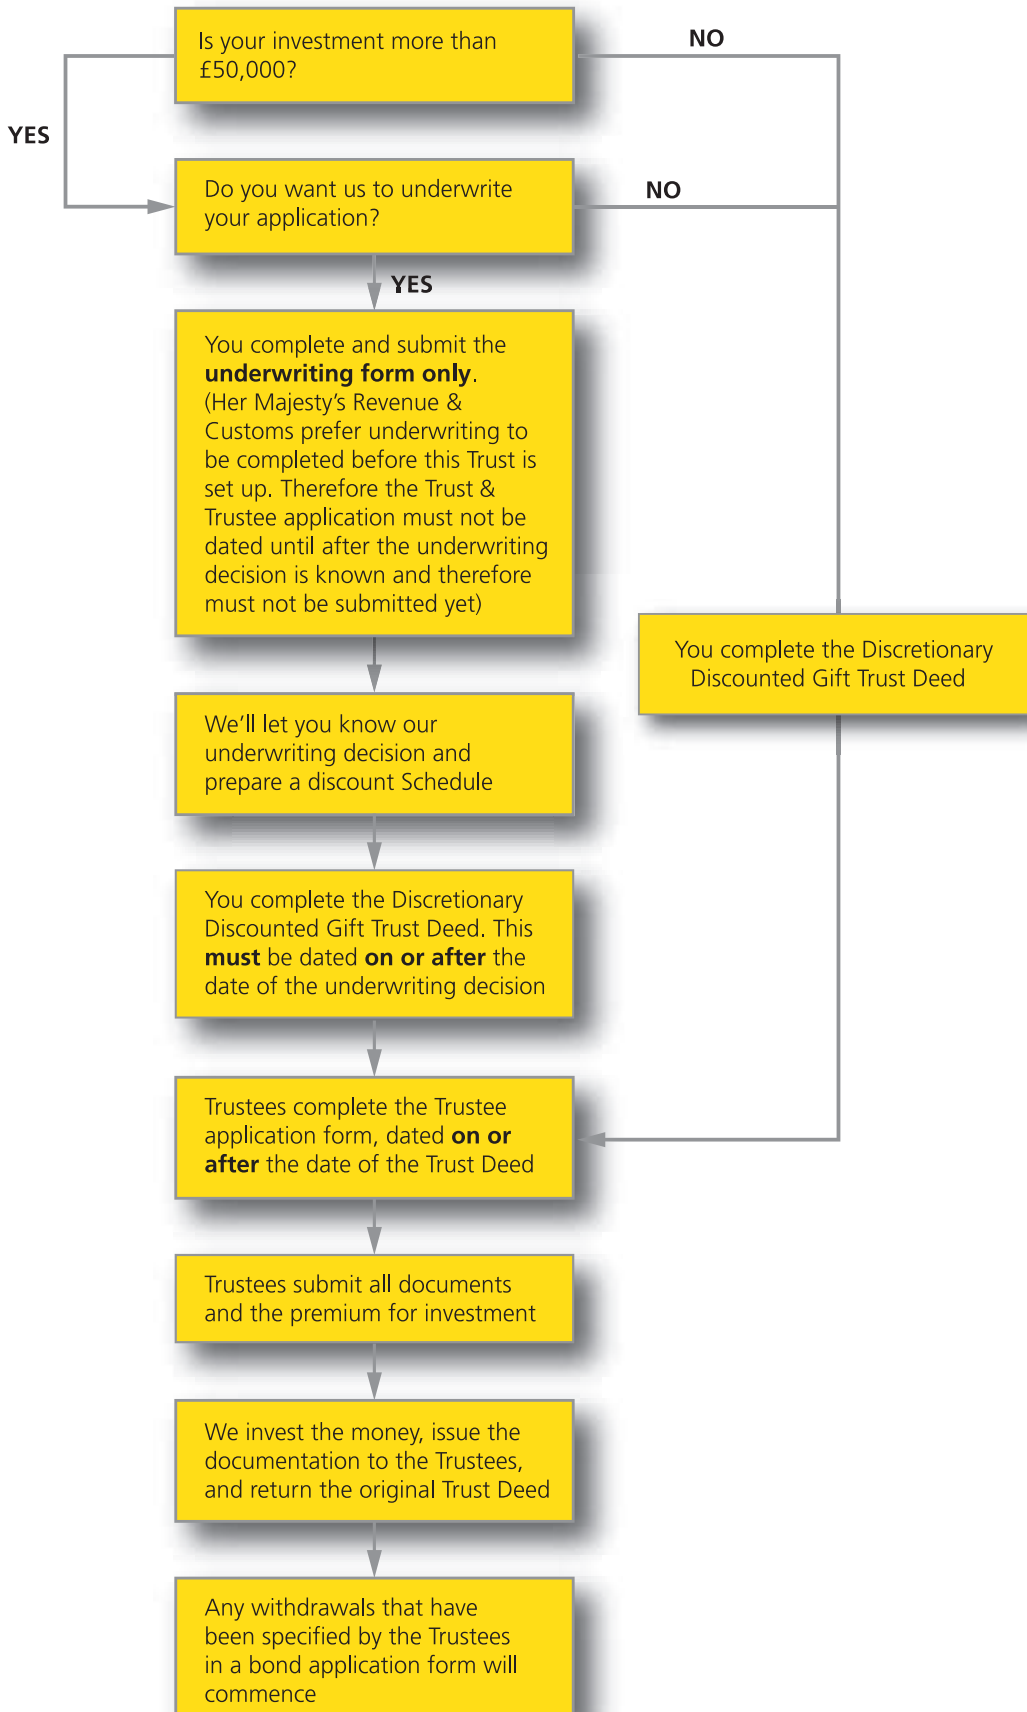 Is your investment more than
£50,000?
NO
YES
Do you want us to underwrite
your application?
NO
YES
You complete and submit the
underwriting form only.
(Her Majesty’s Revenue &
Customs prefer underwriting to
be completed before this Trust is
set up. Therefore the Trust &
Trustee application must not be
dated until after the underwriting
decision is known and therefore
must not be submitted yet)
You complete the Discretionary
Discounted Gift Trust Deed
We’ll let you know our
underwriting decision and
prepare a discount Schedule
You complete the Discretionary
Discounted Gift Trust Deed. This
must be dated on or after the
date of the underwriting decision
Trustees complete the Trustee
application form, dated on or
after the date of the Trust Deed
Trustees submit all documents
and the premium for investment
We invest the money, issue the
documentation to the Trustees,
and return the original Trust Deed
Any withdrawals that have
been specified by the Trustees
in a bond application form will
commence